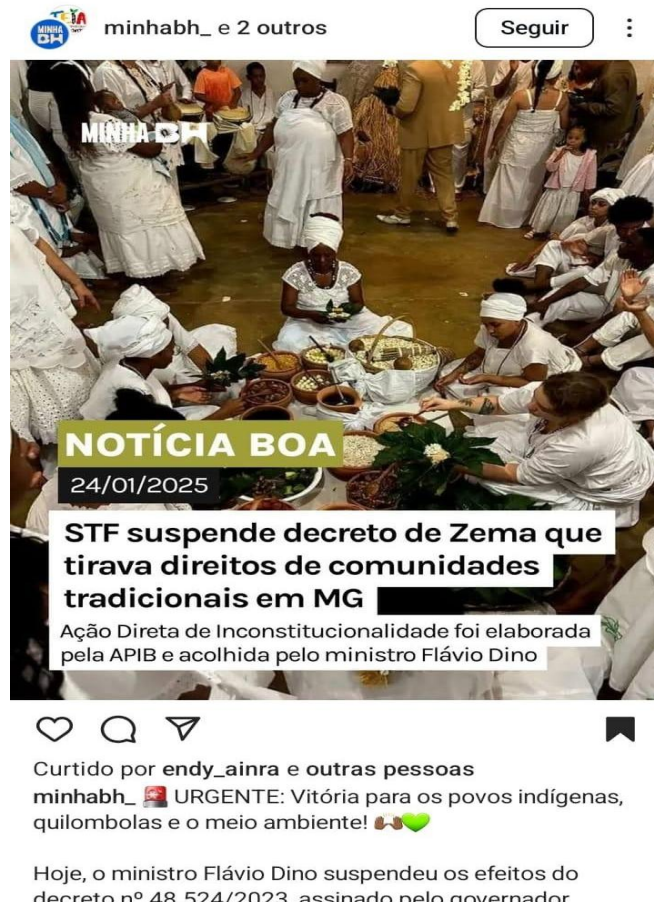 TEIA
MINHA
BH
minhabh_ e 2 outros
Seguir
MINHA BH
NOTÍCIA BOA
24/01/2025
STF suspende decreto de Zema que
tirava direitos de comunidades
tradicionais em MG
Ação Direta de Inconstitucionalidade foi elaborada
pela APIB e acolhida pelo ministro Flávio Dino
Curtido por endy_ainra e outras pessoas
minhabh_ 🚨 URGENTE: Vitória para os povos indígenas,
quilombolas e o meio ambiente! 🙌🏾💚
Hoje, o ministro Flávio Dino suspendeu os efeitos do
decreto nº 48.524/2023, assinado pelo governador